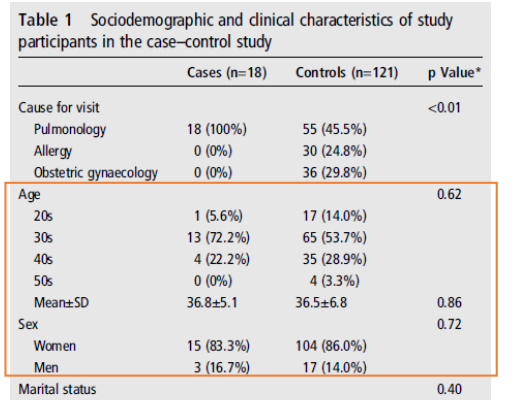 Table 1 Sociodemographic and clinical characteristics of study
participants in the case–control study
Cases (n=18) Controls (n=121) p Value*
Cause for visit <0.01
Pulmonology 18 (100%) 55 (45.5%)
Allergy 0 (0%) 30 (24.8%)
Obstetric gynaecology 0 (0%) 36 (29.8%)
Age 0.62
20s 1 (5.6%) 17 (14.0%)
30s 13 (72.2%) 65 (53.7%)
40s 4 (22.2%) 35 (28.9%)
50s 0 (0%) 4 (3.3%)
Mean±SD 36.8±5.1 36.5±6.8 0.86
Sex 0.72
Women 15 (83.3%) 104 (86.0%)
Men 3 (16.7%) 17 (14.0%)
Marital status 0.40